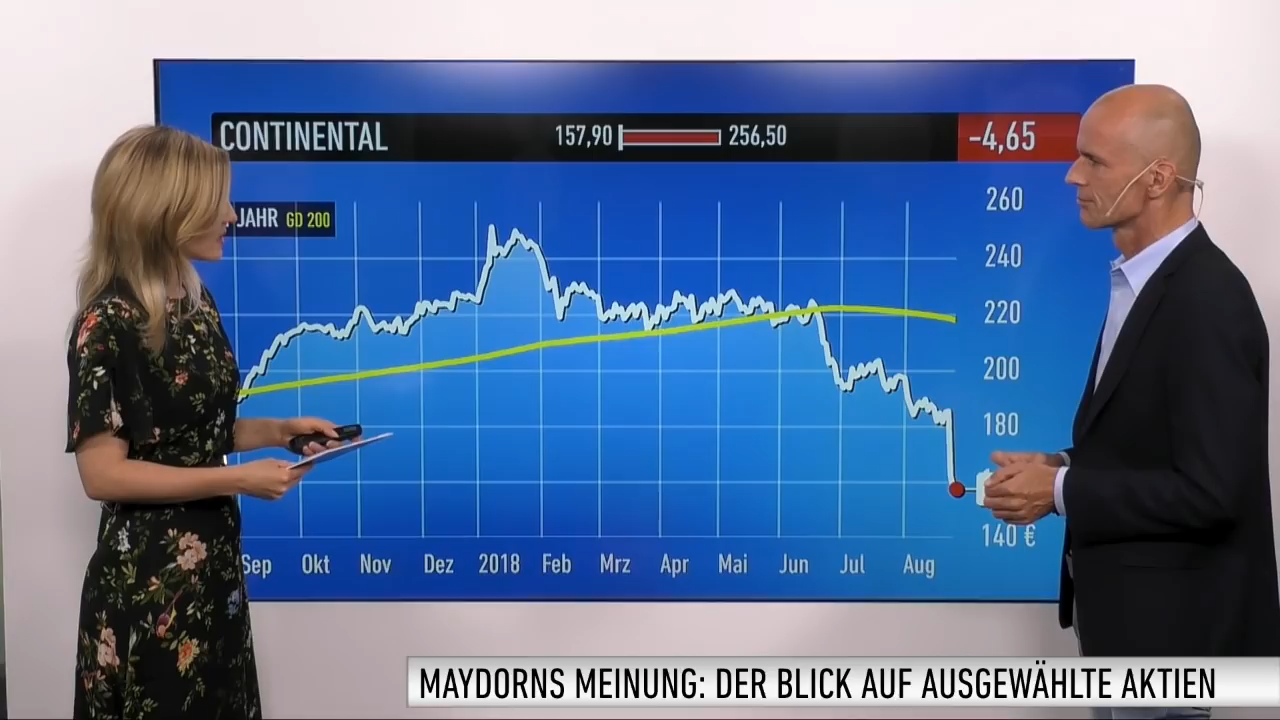 CONTINENTAL
157,90 256,50
-4,65
JAHR GD 200
260
240
220
200
180
140 €
Sep Okt Nov Dez 2018 Feb Mrz Apr Mai Jun Jul Aug
MAYDORNS MEINUNG: DER BLICK AUF AUSGEWÄHLTE AKTIEN